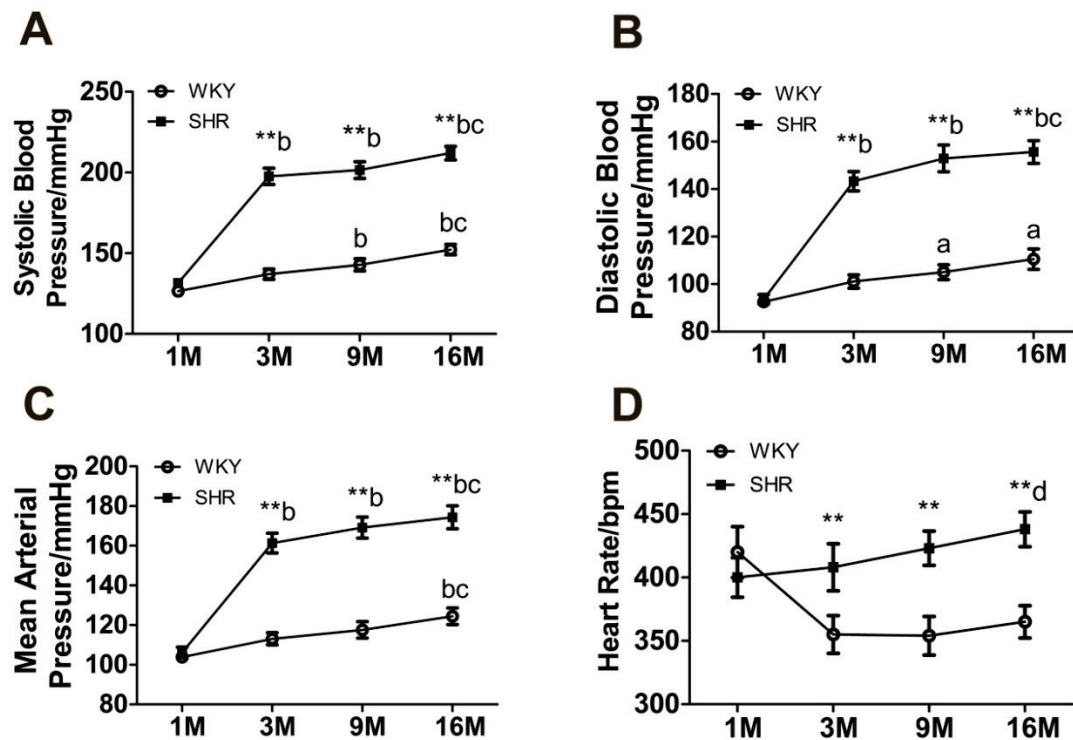 A
WKY
SHR
Systolic Blood
Pressure/mmHg
250
200
150
100
**b
**b
**bc
b
bc
1M
3M
9M
16M
B
WKY
SHR
Diastolic Blood
Pressure/mmHg
180
160
140
120
100
80
**b
**b
**bc
a
a
1M
3M
9M
16M
C
WKY
SHR
Mean Arterial
Pressure/mmHg
200
180
160
140
120
100
80
**b
**b
**bc
bc
1M
3M
9M
16M
D
WKY
SHR
Heart Rate/bpm
500
450
400
350
300
**
**
**d
1M
3M
9M
16M